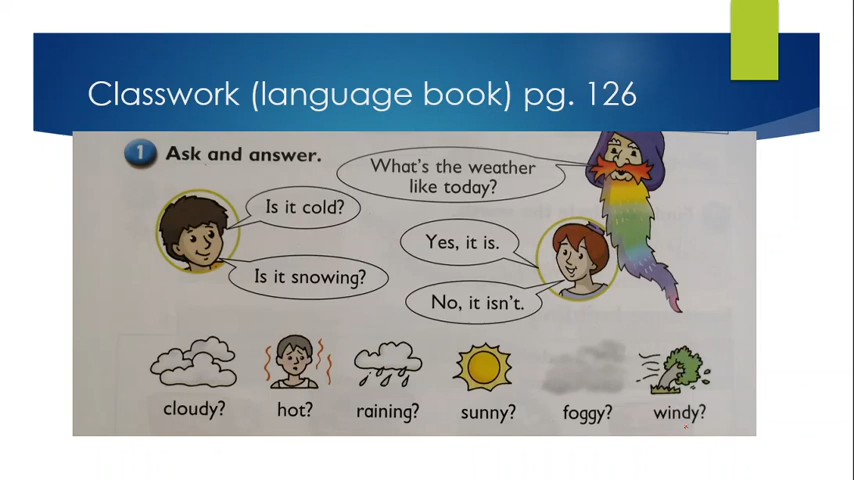 Classwork (language book) pg. 126
1 Ask and answer.
What's the weather
like today?
Is it cold?
Yes, it is.
Is it snowing?
No, it isn't.
cloudy? hot? raining? sunny? foggy? windy?